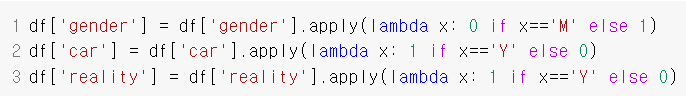 1 df['gender'] = df['gender'].apply(lambda x: 0 if x=='M' else 1)
2 df['car'] = df['car'].apply(lambda x: 1 if x=='Y' else 0)
3 df['reality'] = df['reality'].apply(lambda x: 1 if x=='Y' else 0)